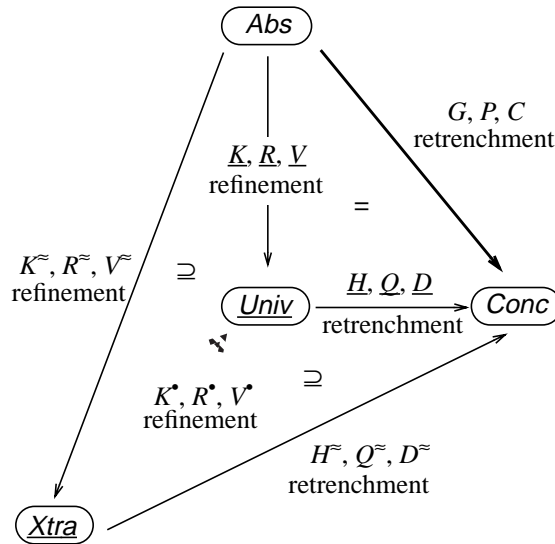 Abs
G, P, C
retrenchment
K, R, V
refinement
=
K≈, R≈, V≈
refinement
⊇
Univ
H, Q, D
retrenchment
Conc
K•, R•, V•
refinement
⊇
H≈, Q≈, D≈
retrenchment
Xtra